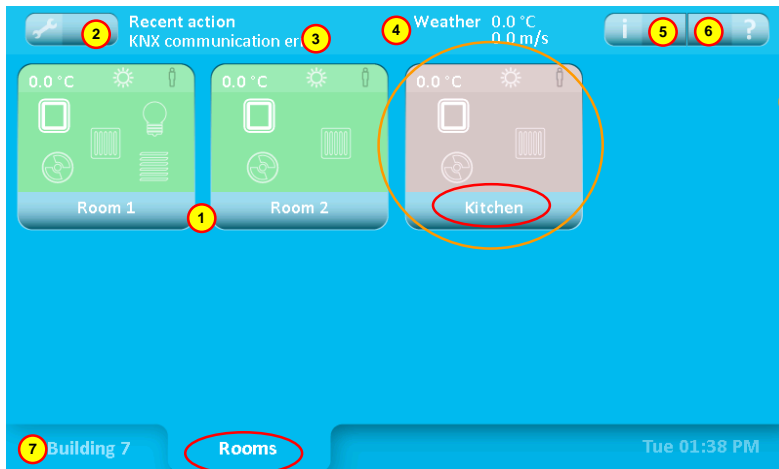 Recent action
KNX communication er
Weather 0.0 °C
0.0 m/s
i
?
2
3
4
5
6
0.0 °C
0.0 °C
0.0 °C
Room 1
Room 2
Kitchen
1
7
Building 7
Rooms
Tue 01:38 PM